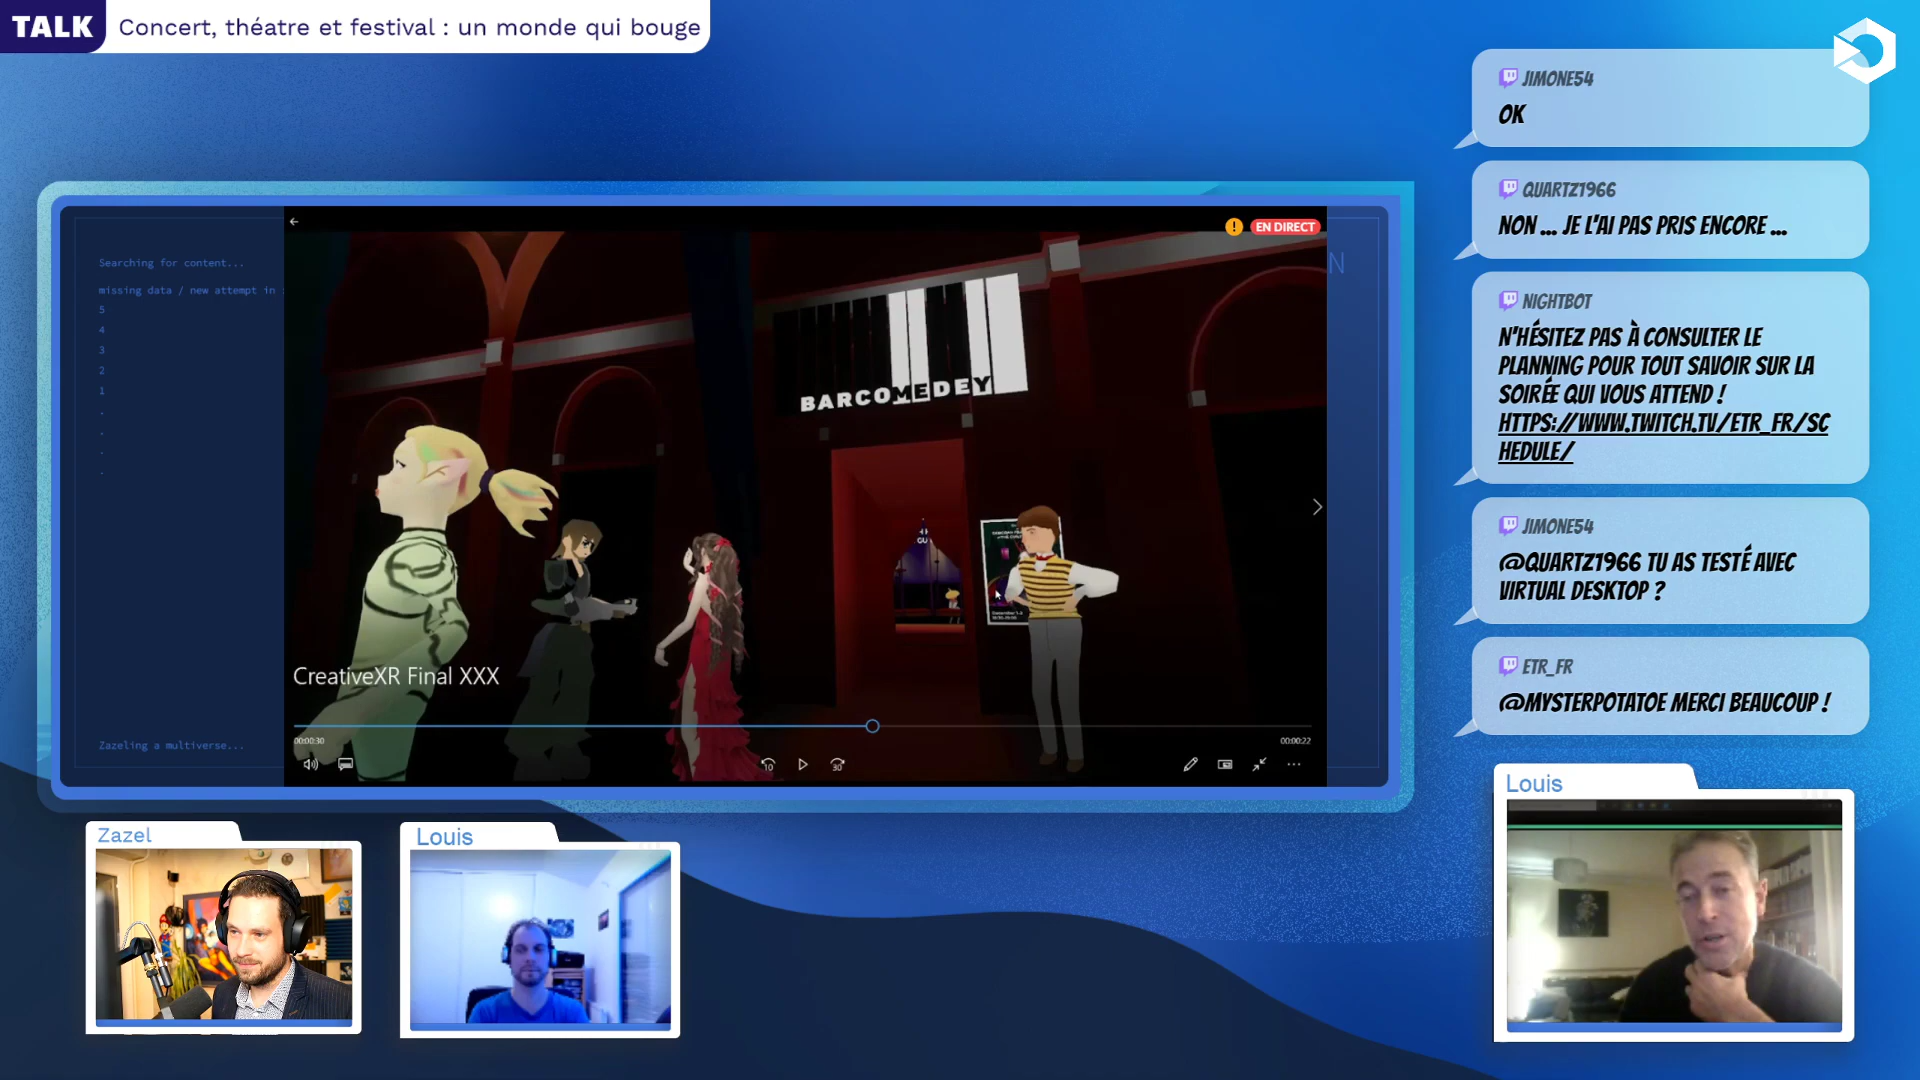 TALK
Concert, théatre et festival : un monde qui bouge
JIMONE54
OK
QUARTZ1966
NON ... JE L'AI PAS PRIS ENCORE ...
NIGHTBOT
N'HÉSITEZ PAS À CONSULTER LE
PLANNING POUR TOUT SAVOIR SUR LA
SOIRÉE QUI VOUS ATTEND !
HTTPS://WWW.TWITCH.TV/ETR_FR/SC
HEDULE/
JIMONE54
@QUARTZ1966 TU AS TESTÉ AVEC
VIRTUAL DESKTOP ?
ETR_FR
@MYSTERPOTATOE MERCI BEAUCOUP !
EN DIRECT
N
Searching for content...
missing data / new attempt in :
5
4
3
2
1
.
.
.
.
Zazeling a multiverse...
BARCOMEDEY
CreativeXR Final XXX
00:00:30
00:00:22
10
30
Zazel
Louis
Louis